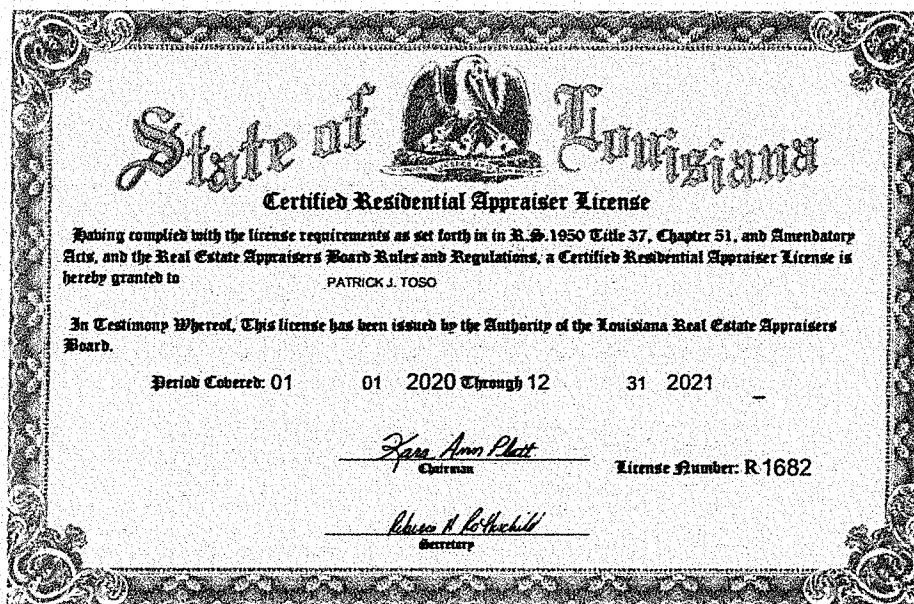 State of Louisiana
Certified Residential Appraiser License
Having complied with the license requirements as set forth in in R.S.1950 Title 37, Chapter 51, and Amendatory
Acts, and the Real Estate Appraisers Board Rules and Regulations, a Certified Residential Appraiser License is
hereby granted to PATRICK J. TOSO
In Testimony Whereof, This license has been issued by the Authority of the Louisiana Real Estate Appraisers
Board.
Period Covered: 01 01 2020 Through 12 31 2021
Kara Ann Platt
Chairman
License Number: R 1682
Rebecca A Rothschild
Secretary